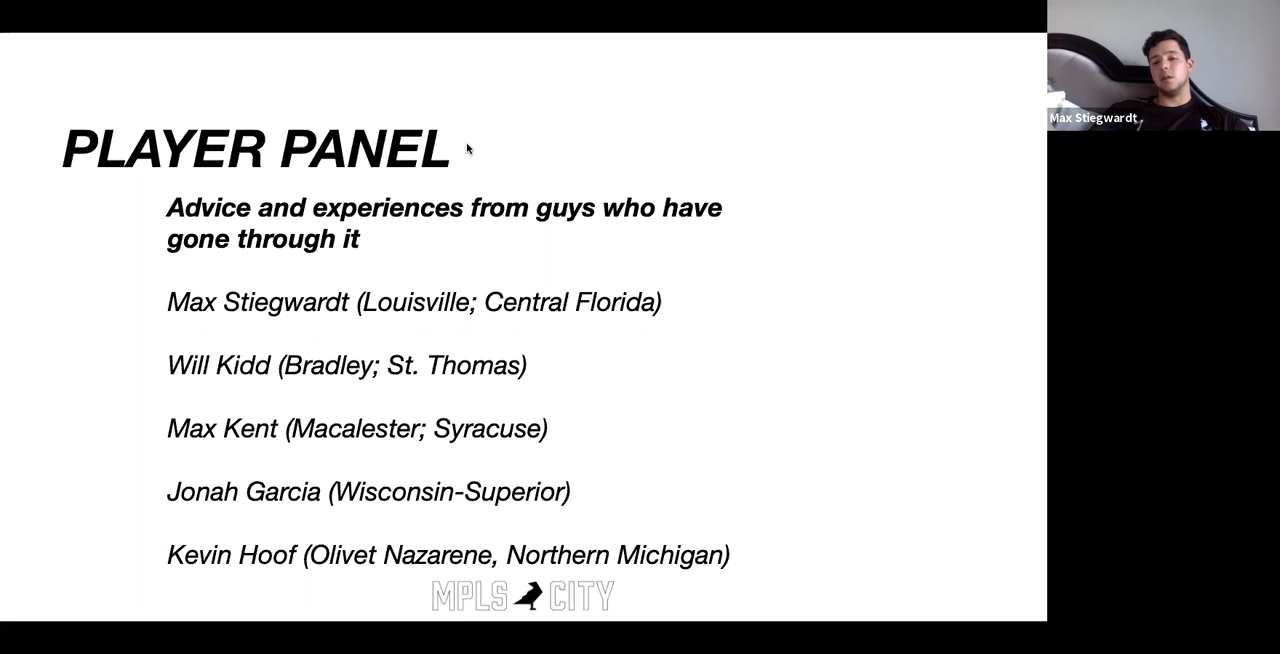 PLAYER PANEL
Advice and experiences from guys who have
gone through it
Max Stiegwardt (Louisville; Central Florida)
Will Kidd (Bradley; St. Thomas)
Max Kent (Macalester; Syracuse)
Jonah Garcia (Wisconsin-Superior)
Kevin Hoof (Olivet Nazarene, Northern Michigan)
MPLS CITY
Max Stiegwardt